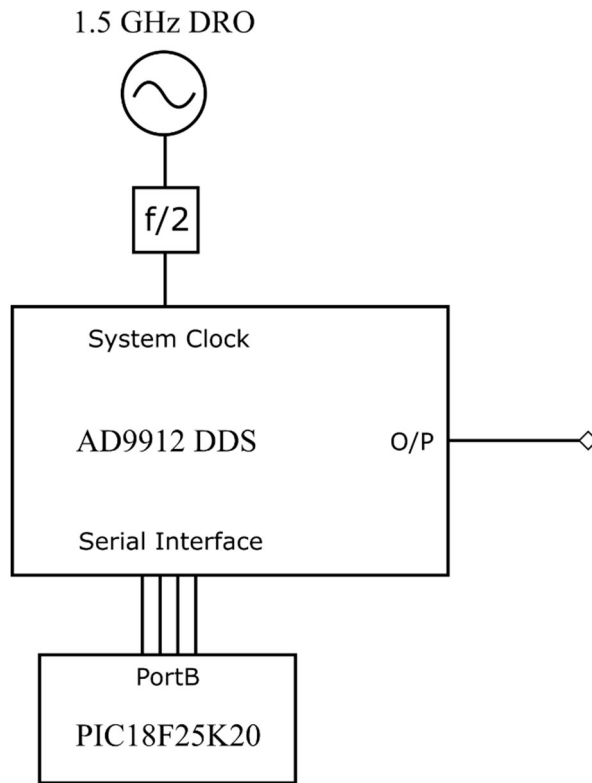 1.5 GHz DRO
f/2
System Clock
AD9912 DDS
O/P
Serial Interface
PortB
PIC18F25K20